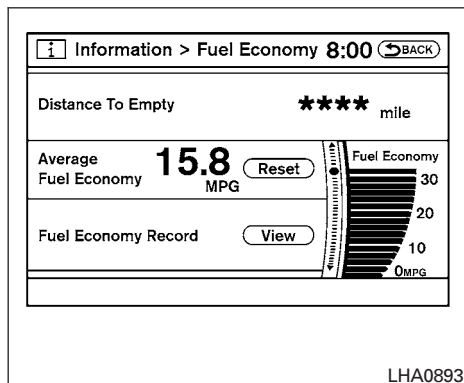 i Information > Fuel Economy 8:00 BACK
Distance To Empty **** mile
Average Fuel Economy 15.8 MPG Reset
Fuel Economy Record View
Fuel Economy
30
20
10
0MPG
LHA0893